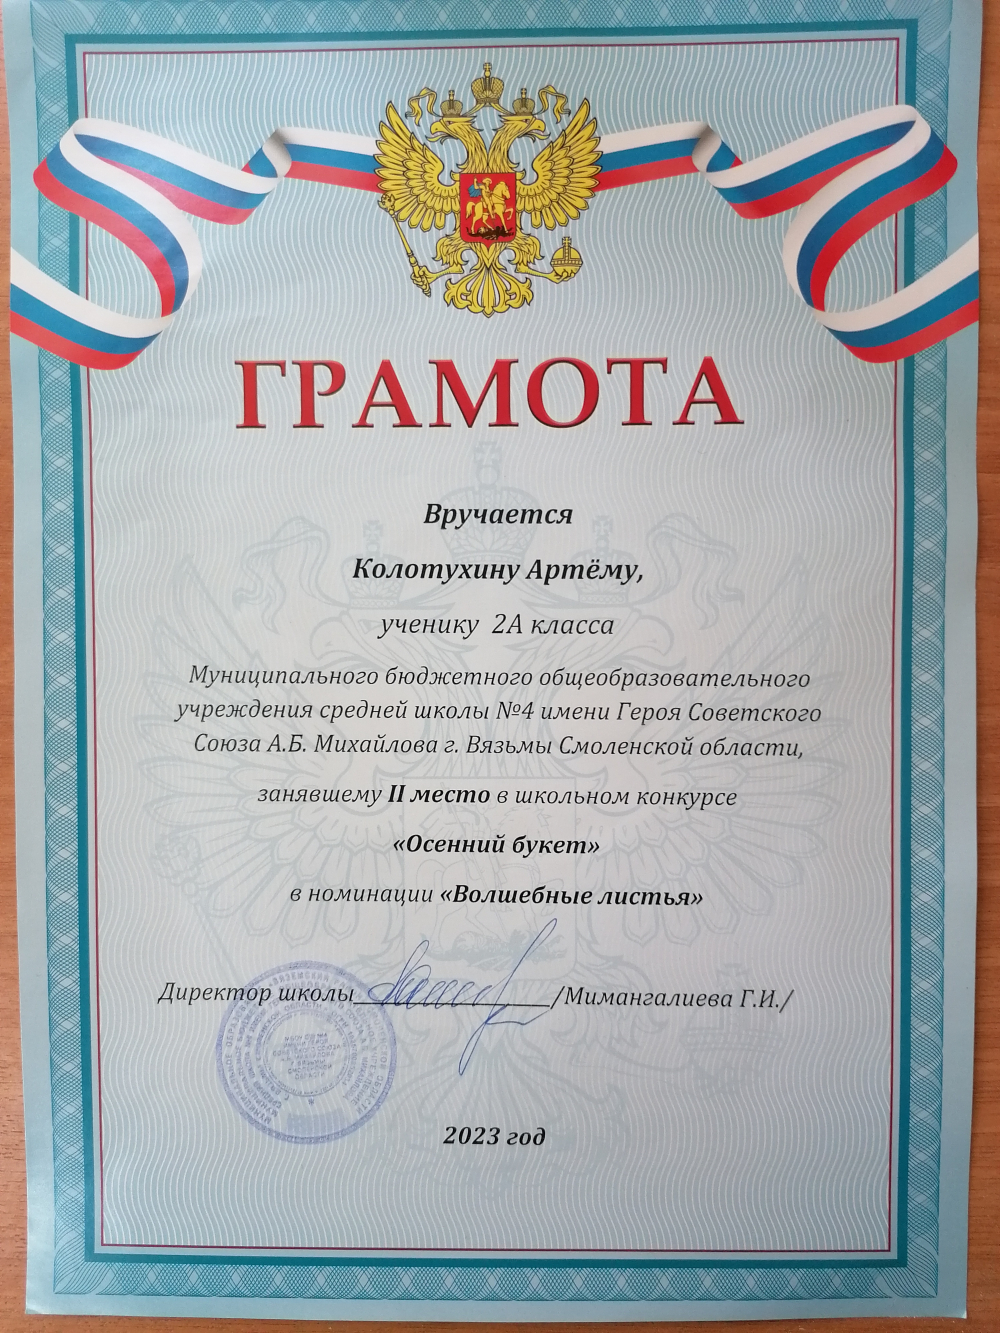 ГРАМОТА
Вручается
Колотухину Артёму,
ученику 2А класса
Муниципального бюджетного общеобразовательного
учреждения средней школы №4 имени Героя Советского
Союза А.Б. Михайлова г. Вязьмы Смоленской области,
занявшему II место в школьном конкурсе
«Осенний букет»
в номинации «Волшебные листья»
Директор школы /Мимангалиева Г.И./
2023 год